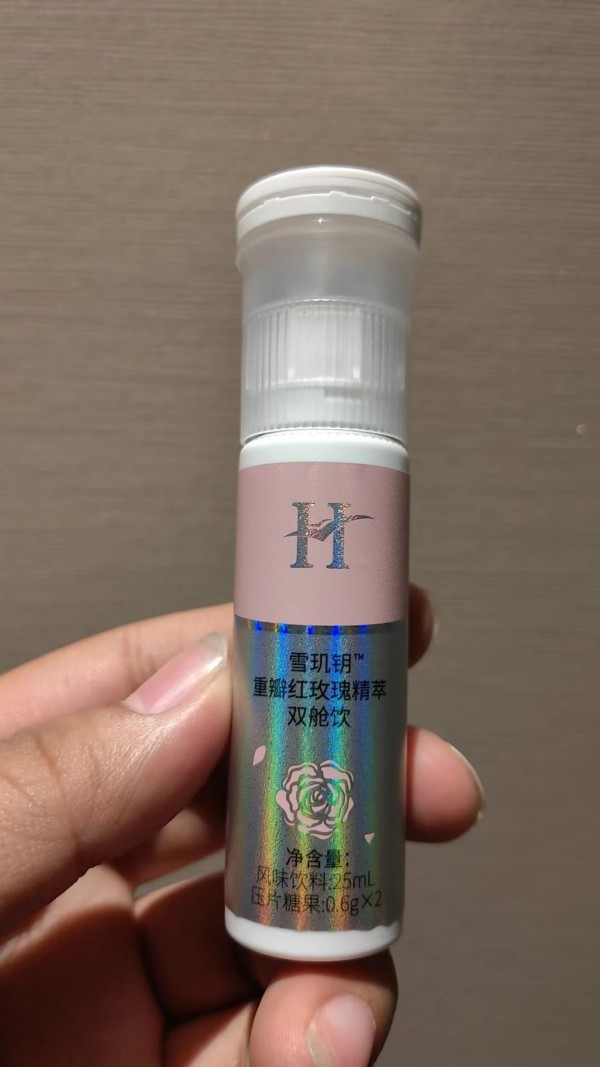 H
雪玑钥™
重瓣红玫瑰精萃
双舱饮
净含量:
风味饮料:25mL
压片糖果:0.6g×2